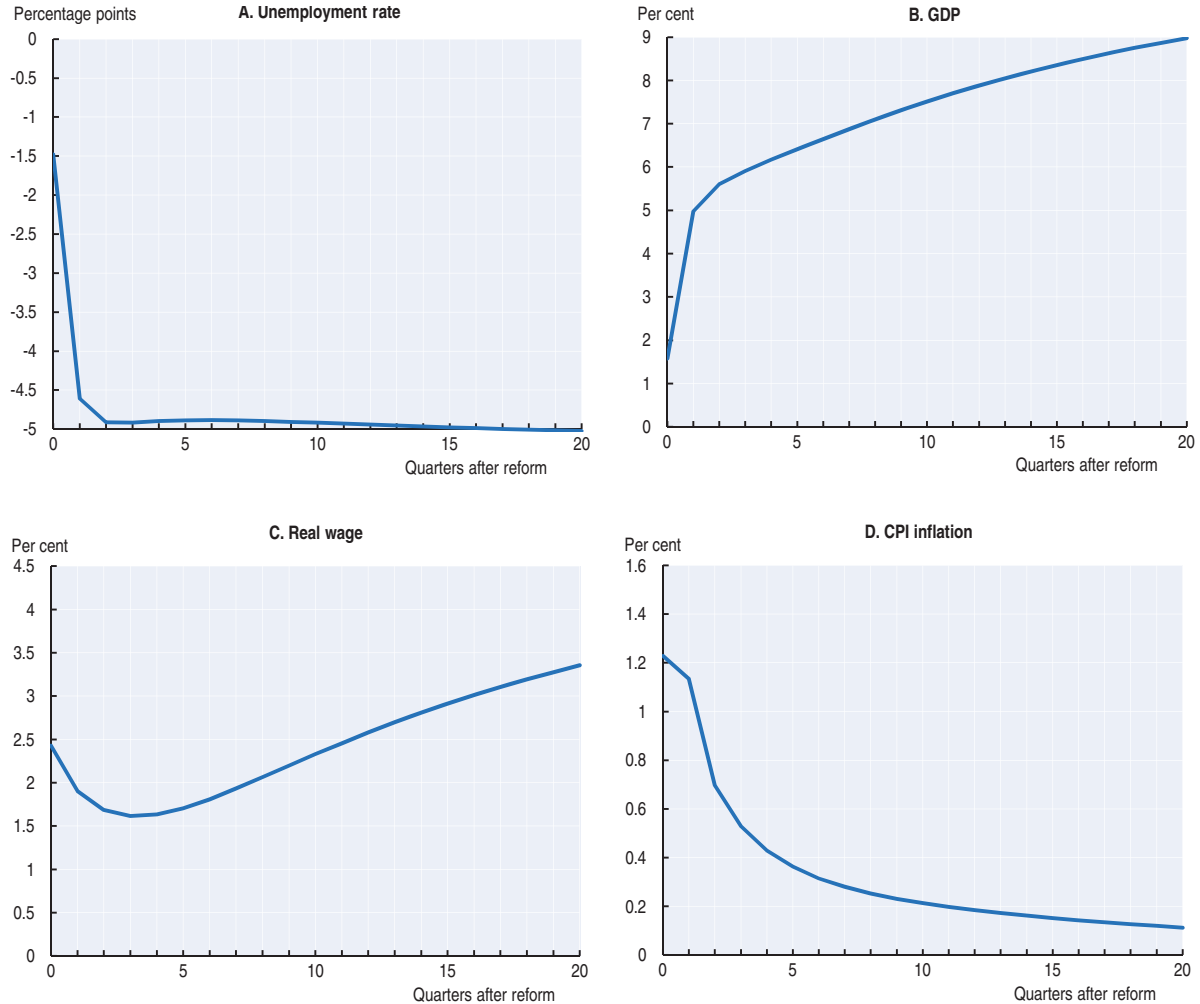 A. Unemployment rate
Percentage points
0
-0.5
-1
-1.5
-2
-2.5
-3
-3.5
-4
-4.5
-5
0 5 10 15 20
Quarters after reform
B. GDP
Per cent
9
8
7
6
5
4
3
2
1
0
0 5 10 15 20
Quarters after reform
C. Real wage
Per cent
4.5
4
3.5
3
2.5
2
1.5
1
0.5
0
0 5 10 15 20
Quarters after reform
D. CPI inflation
Per cent
1.6
1.4
1.2
1
0.8
0.6
0.4
0.2
0
0 5 10 15 20
Quarters after reform